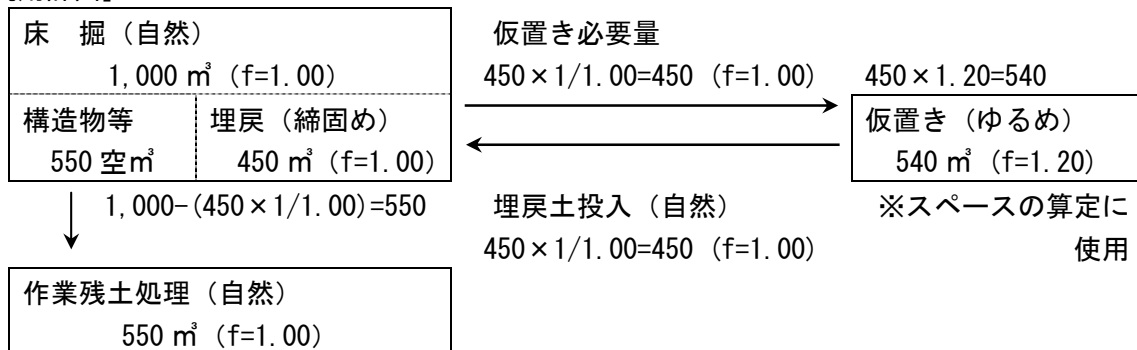 床　掘（自然）
1,000 ㎥（f=1.00）
構造物等
550 空㎥
埋戻（締固め）
450 ㎥（f=1.00）
仮置き必要量
450×1/1.00=450（f=1.00）
450×1.20=540
仮置き（ゆるめ）
540 ㎥（f=1.20）
※スペースの算定に
使用
埋戻土投入（自然）
450×1/1.00=450（f=1.00）
1,000-(450×1/1.00)=550
作業残土処理（自然）
550 ㎥（f=1.00）